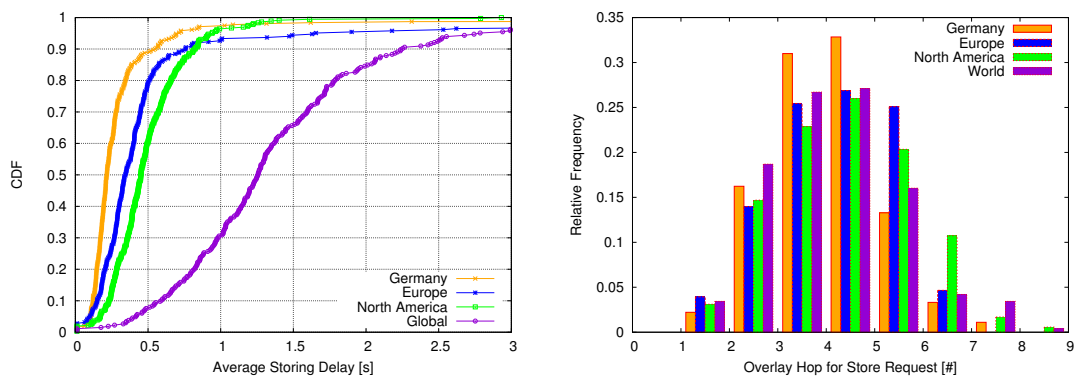 1
0.9
0.8
0.7
0.6
0.5
0.4
0.3
0.2
0.1
0
CDF
0 0.5 1 1.5 2 2.5 3
Average Storing Delay [s]
Germany
Europe
North America
Global
0.35
0.3
0.25
0.2
0.15
0.1
0.05
0
Relative Frequency
0 1 2 3 4 5 6 7 8 9
Overlay Hop for Store Request [#]
Germany
Europe
North America
World